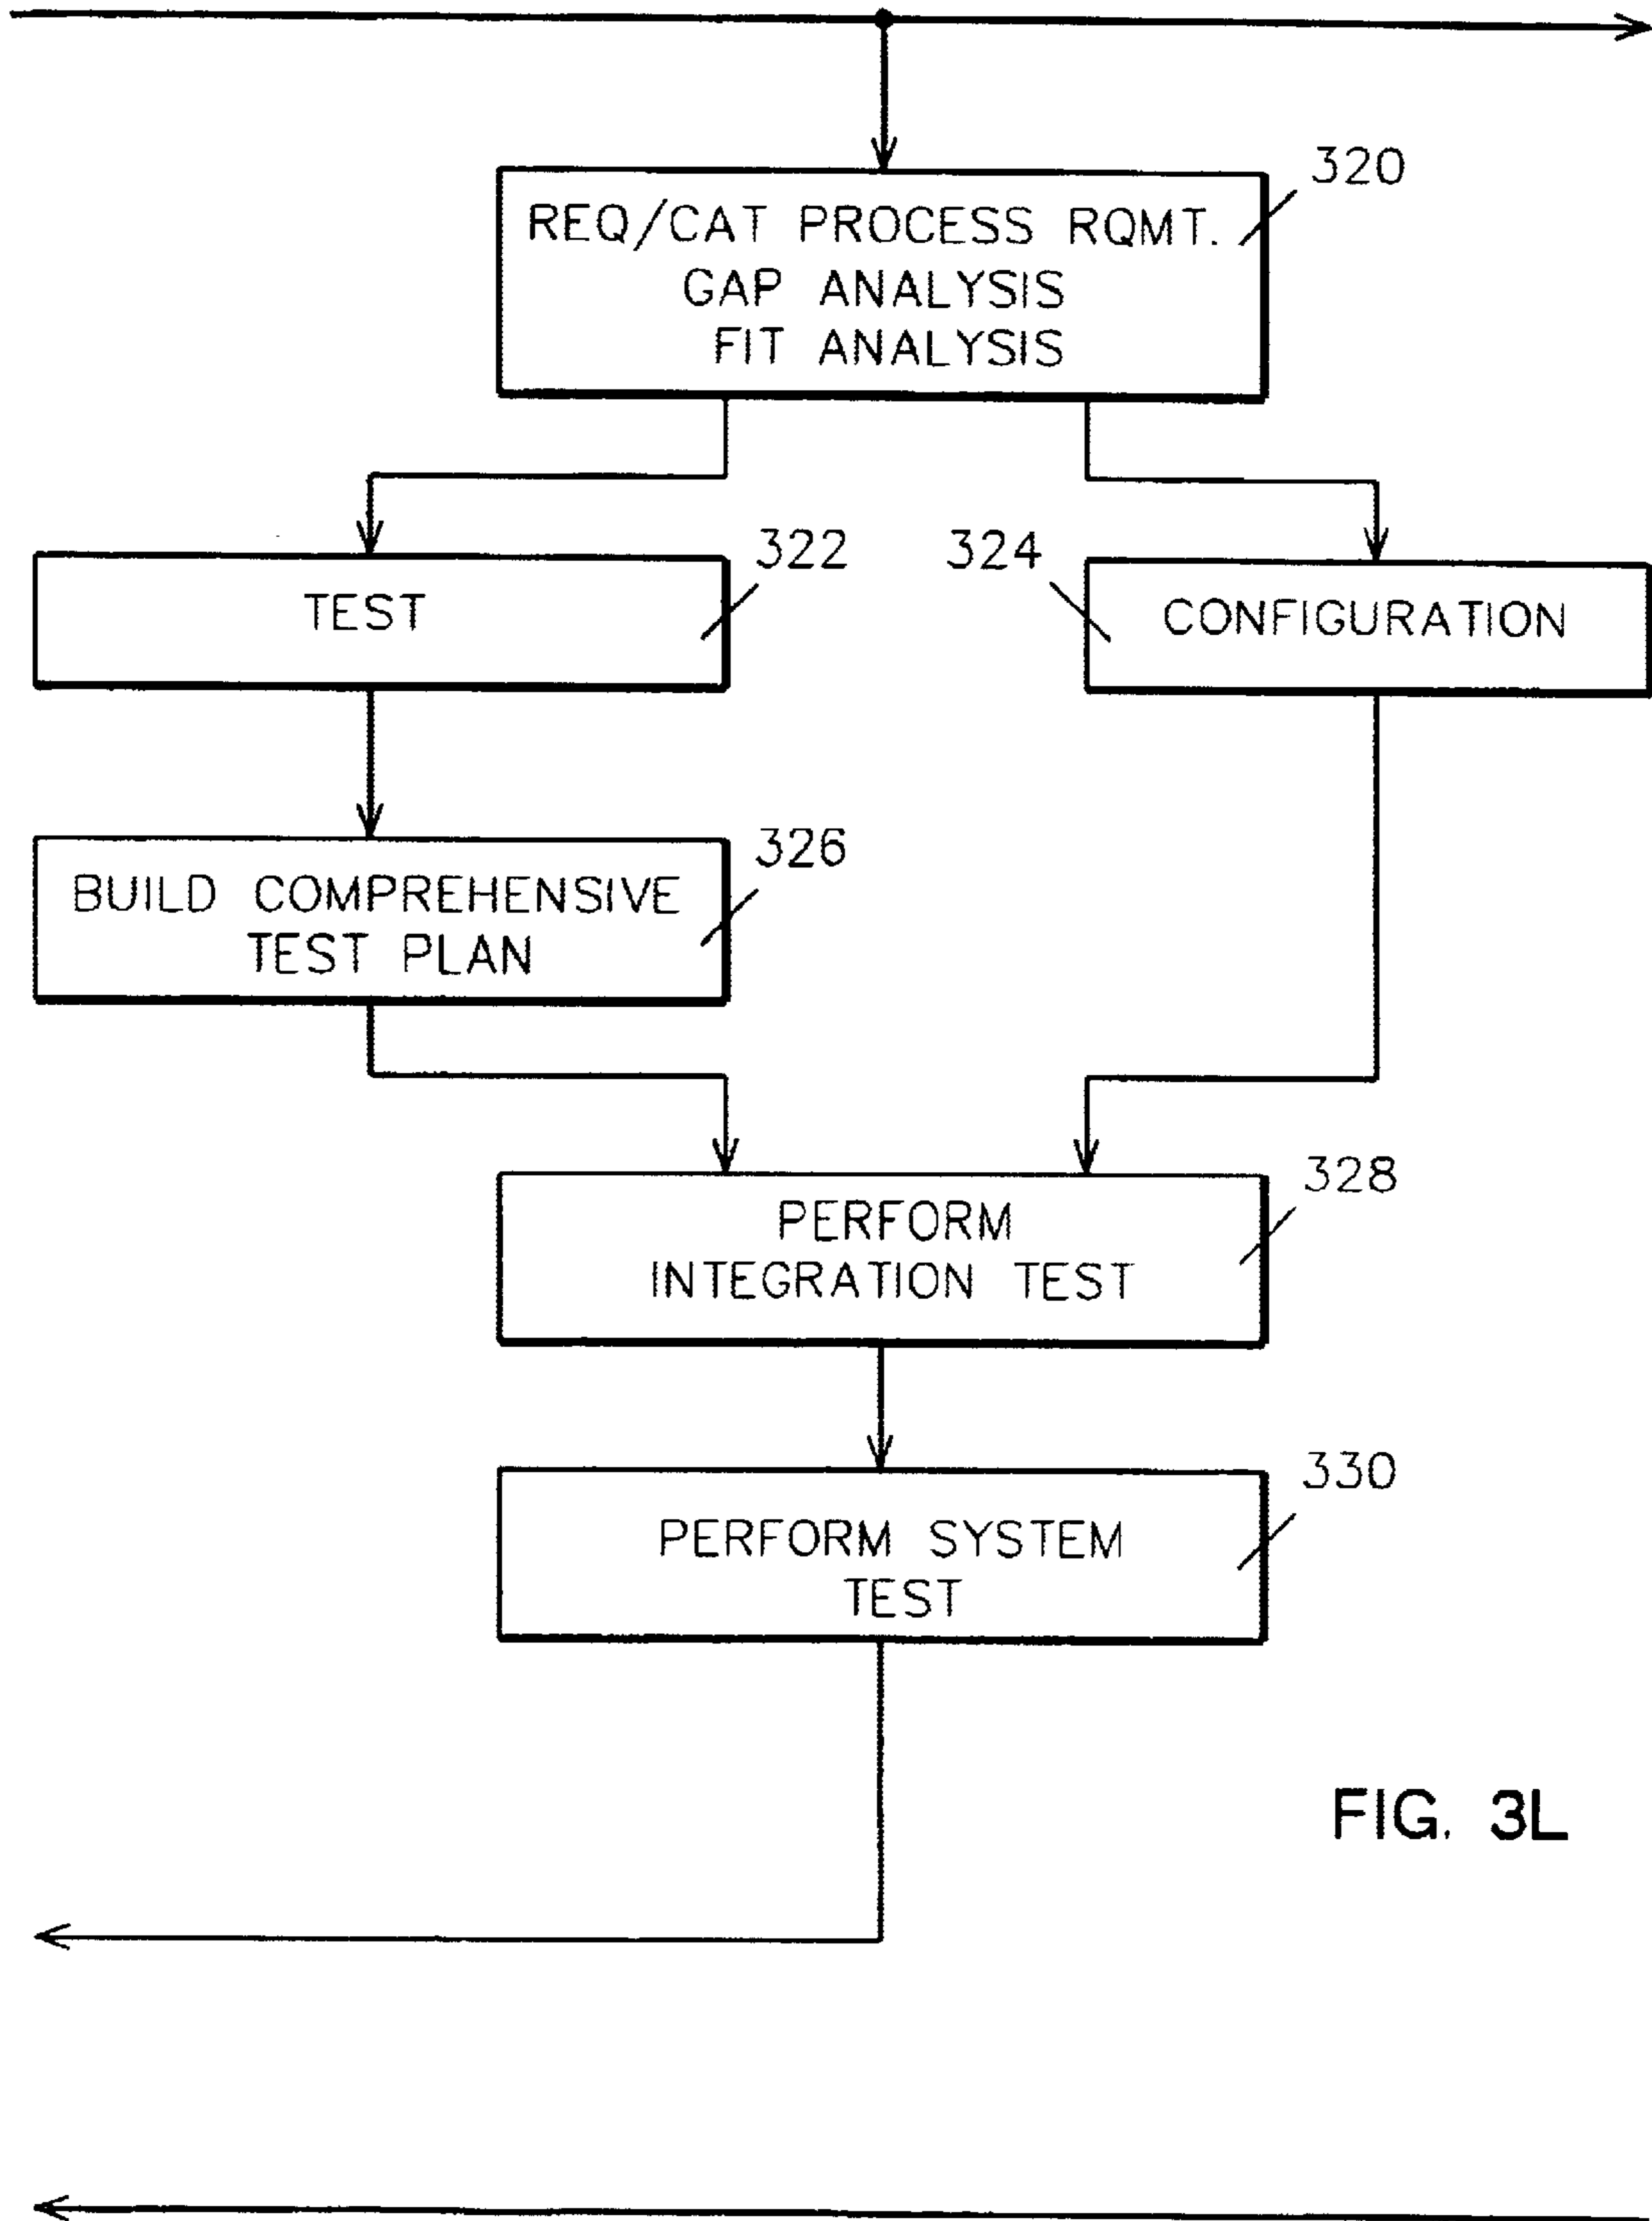 320
REQ/CAT PROCESS RQMT.
GAP ANALYSIS
FIT ANALYSIS
322
324
TEST
CONFIGURATION
326
BUILD COMPREHENSIVE
TEST PLAN
328
PERFORM
INTEGRATION TEST
330
PERFORM SYSTEM
TEST
FIG. 3L